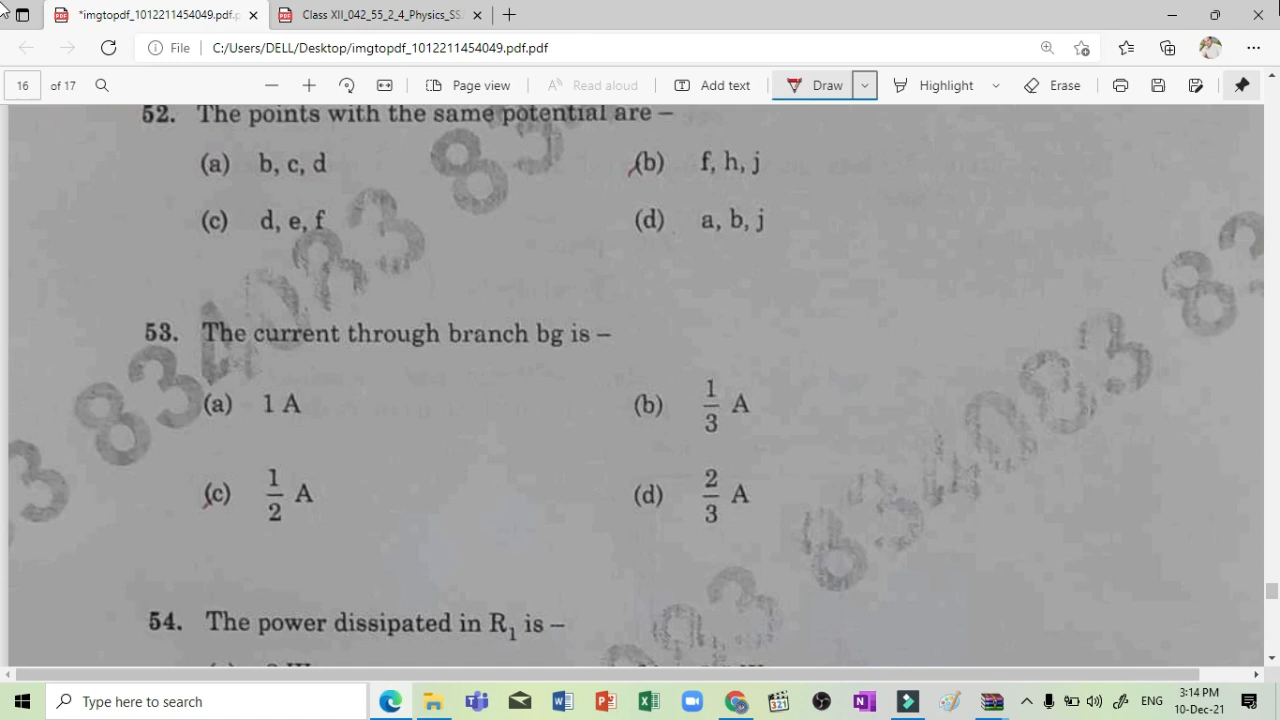 *imgtopdf_1012211454049.pdf.p
Class XII_042_55_2_4_Physics_SS.
File
C:/Users/DELL/Desktop/imgtopdf_1012211454049.pdf.pdf
16 of 17
Page view
Read aloud
Add text
Draw
Highlight
Erase
52. The points with the same potential are –
(a) b, c, d (b) f, h, j
(c) d, e, f (d) a, b, j
53. The current through branch bg is –
(a) 1 A (b) 1/3 A
(c) 1/2 A (d) 2/3 A
54. The power dissipated in R₁ is –
Type here to search
ENG
3:14 PM
10-Dec-21